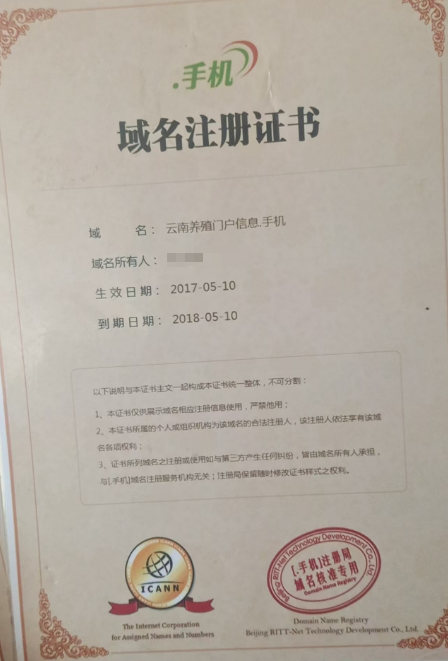 .手机
域名注册证书
域 名： 云南养殖门户信息.手机
域名所有人：
生效日期： 2017-05-10
到期日期： 2018-05-10
以下说明与本证书主文一起构成本证书统一整体，不可分割：
1、本证书仅供展示域名相应注册信息使用，严禁他用；
2、本证书所属的个人或组织机构为该域名的合法注册人，该注册人依法享有该域
名各项权利；
3、证书所列域名之注册或使用如与第三方产生任何纠纷，皆由域名所有人承担，
与[.手机]域名注册服务机构无关；注册局保留随时修改证书样式之权利。
ICANN
The Internet Corporation
for Assigned Names and Numbers
Beijing RITT-Net Technology Development Co., Ltd.
[.手机]注册局
域名核准专用
Domain Name Registry
Domain Name Registry
Beijing RITT-Net Technology Development Co., Ltd.